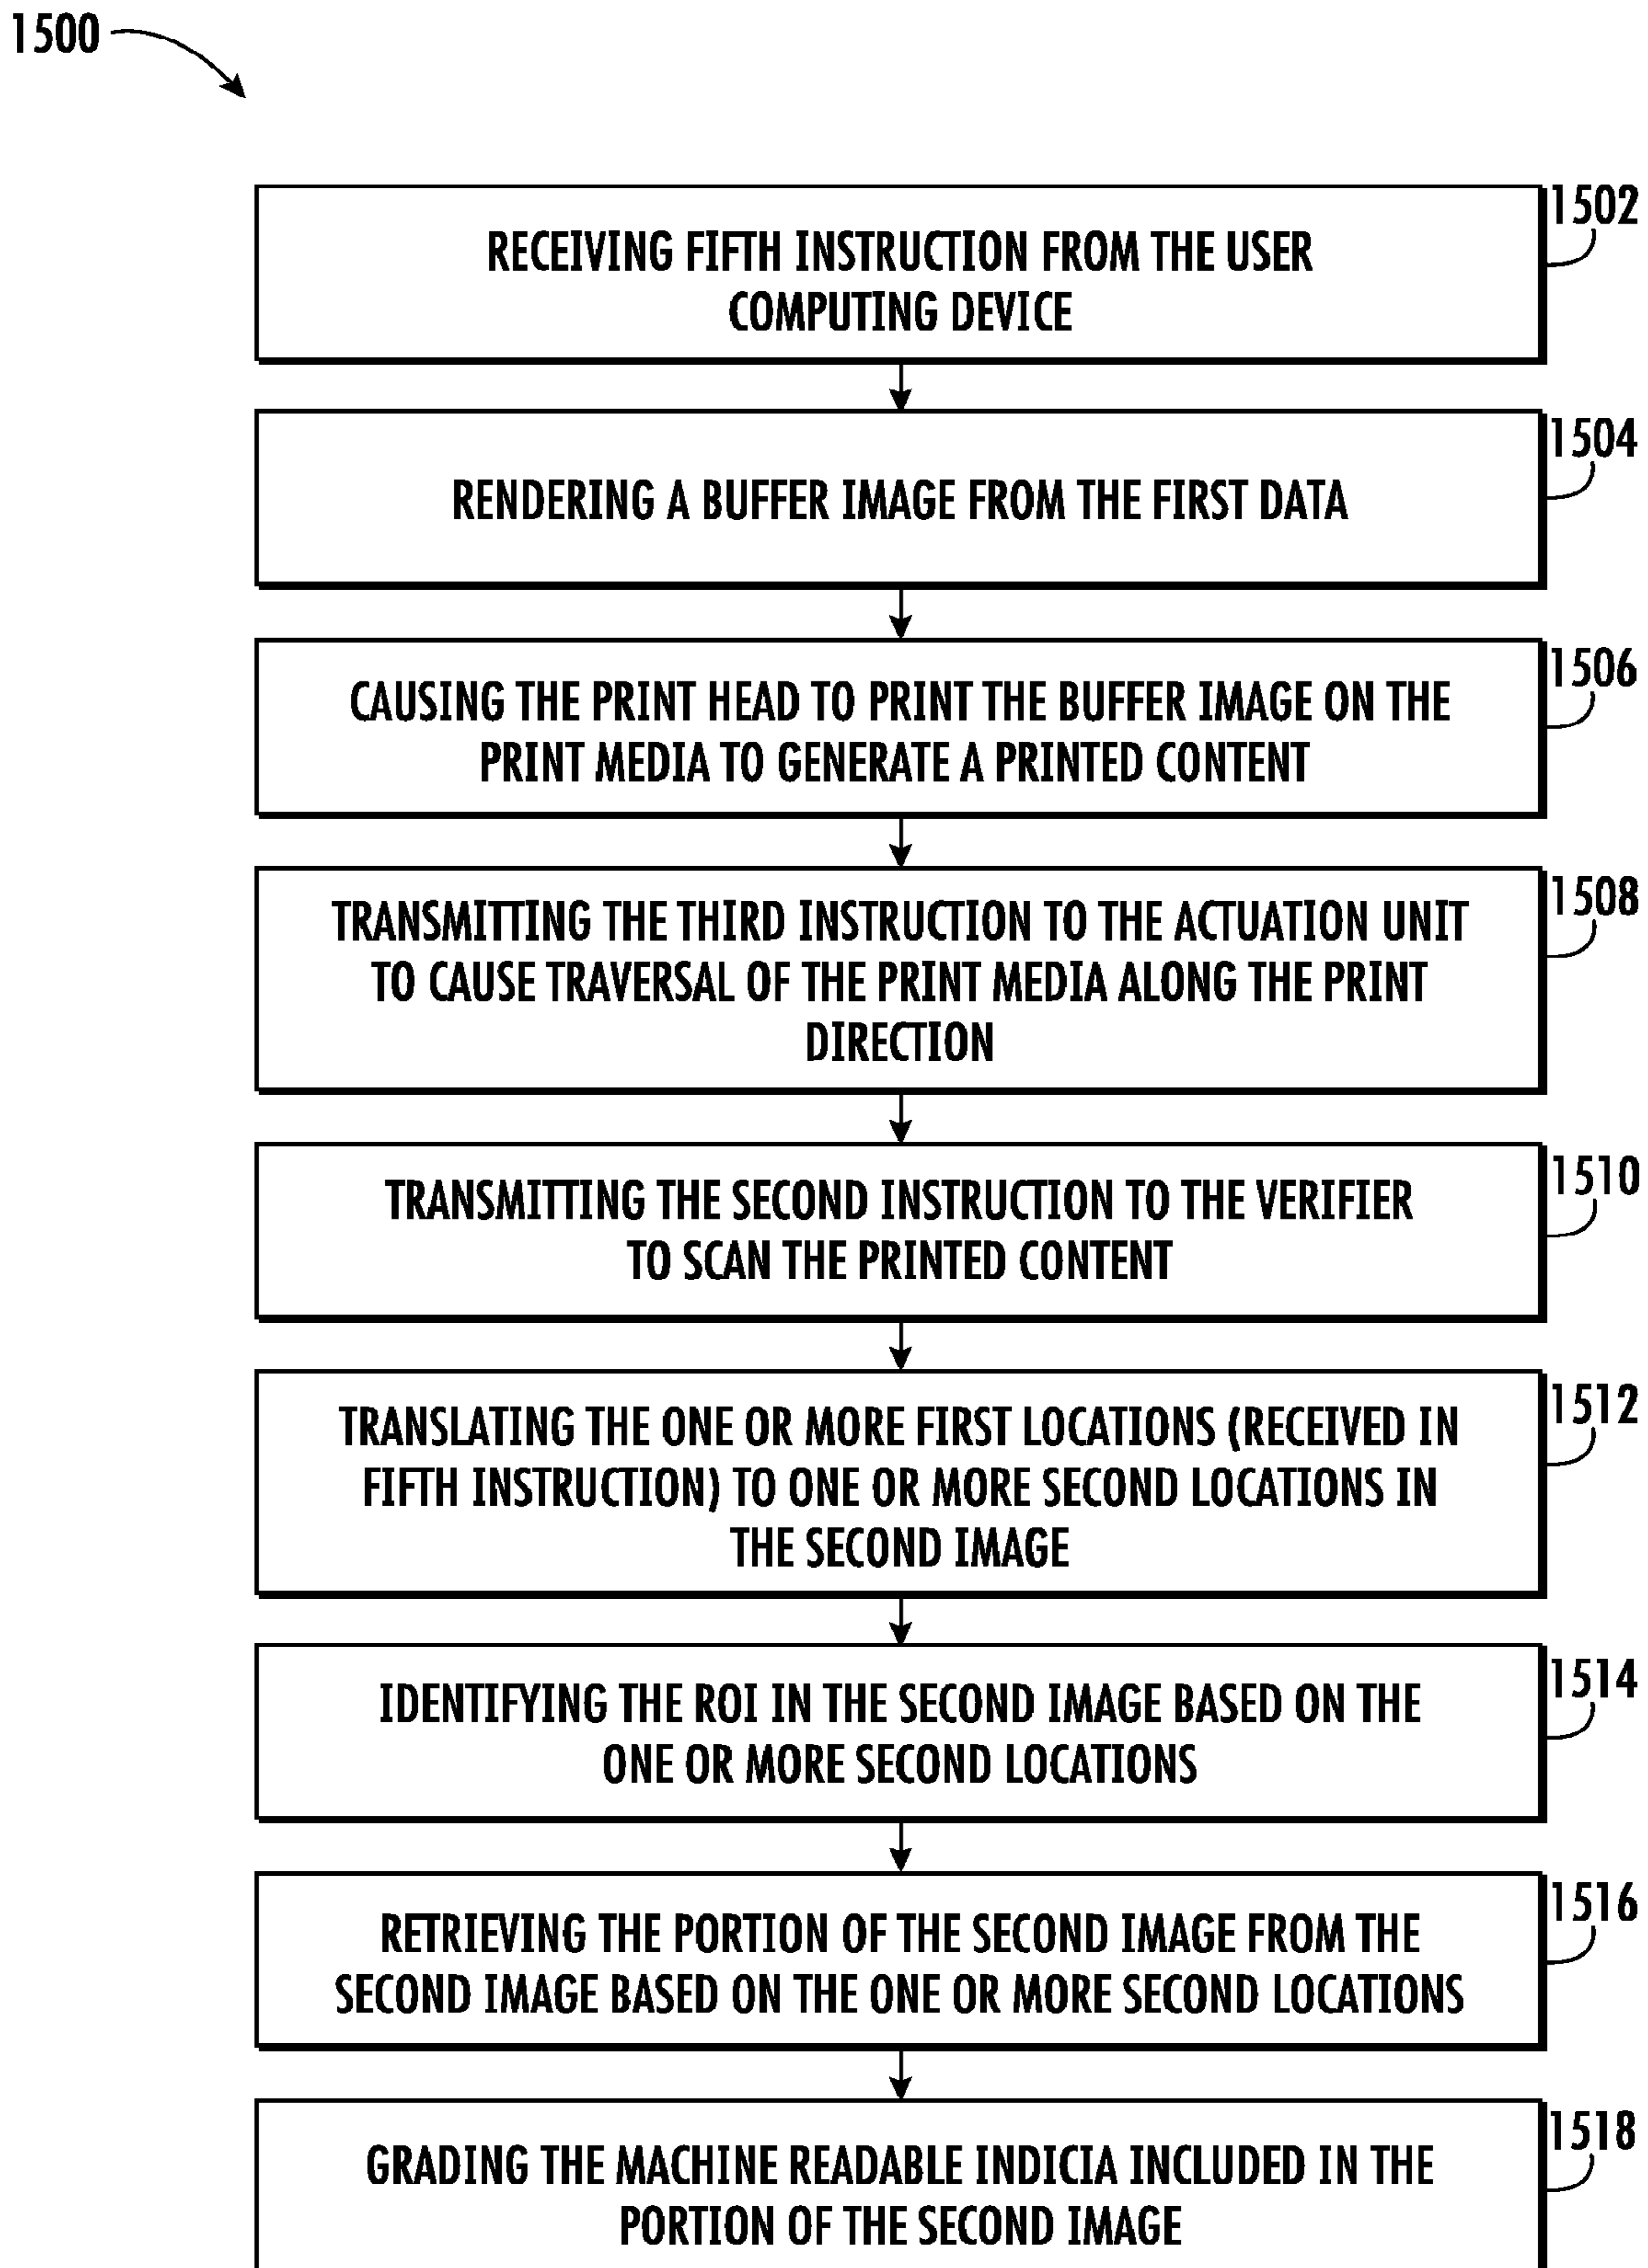 1500
1502
RECEIVING FIFTH INSTRUCTION FROM THE USER
COMPUTING DEVICE
1504
RENDERING A BUFFER IMAGE FROM THE FIRST DATA
1506
CAUSING THE PRINT HEAD TO PRINT THE BUFFER IMAGE ON THE
PRINT MEDIA TO GENERATE A PRINTED CONTENT
1508
TRANSMITTING THE THIRD INSTRUCTION TO THE ACTUATION UNIT
TO CAUSE TRAVERSAL OF THE PRINT MEDIA ALONG THE PRINT
DIRECTION
1510
TRANSMITTING THE SECOND INSTRUCTION TO THE VERIFIER
TO SCAN THE PRINTED CONTENT
1512
TRANSLATING THE ONE OR MORE FIRST LOCATIONS (RECEIVED IN
FIFTH INSTRUCTION) TO ONE OR MORE SECOND LOCATIONS IN
THE SECOND IMAGE
1514
IDENTIFYING THE ROI IN THE SECOND IMAGE BASED ON THE
ONE OR MORE SECOND LOCATIONS
1516
RETRIEVING THE PORTION OF THE SECOND IMAGE FROM THE
SECOND IMAGE BASED ON THE ONE OR MORE SECOND LOCATIONS
1518
GRADING THE MACHINE READABLE INDICIA INCLUDED IN THE
PORTION OF THE SECOND IMAGE